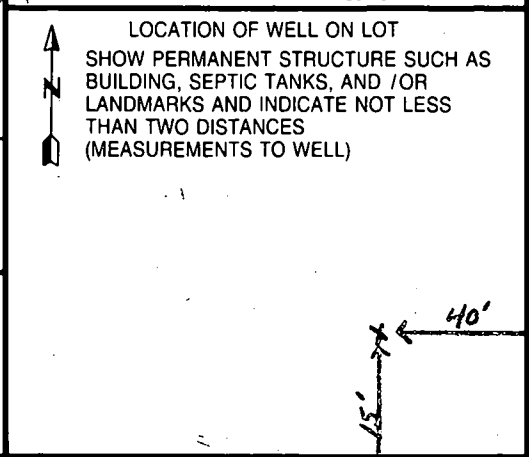 LOCATION OF WELL ON LOT
SHOW PERMANENT STRUCTURE SUCH AS
BUILDING, SEPTIC TANKS, AND /OR
LANDMARKS AND INDICATE NOT LESS
THAN TWO DISTANCES
(MEASUREMENTS TO WELL)
N
40'
15'